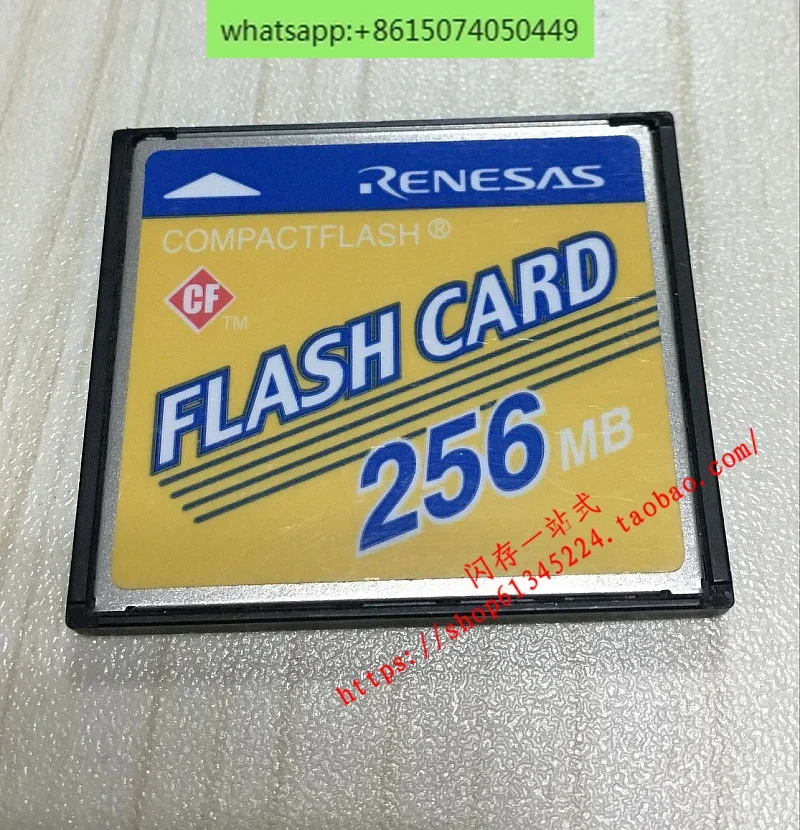 whatsapp:+8615074050449
RENESAS
COMPACTFLASH®
CF
TM
FLASH CARD
256 MB
闪存一站式
https://shop61345224.taobao.com/